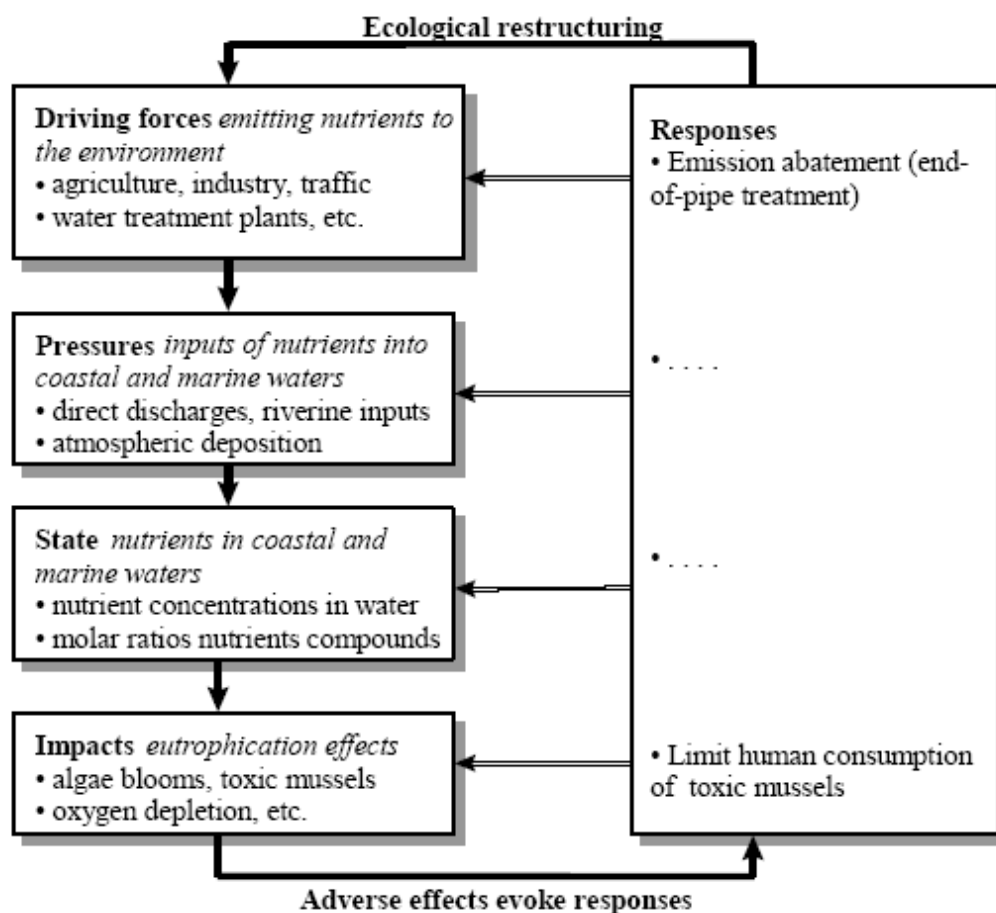 Ecological restructuring
Driving forces emitting nutrients to
the environment
• agriculture, industry, traffic
• water treatment plants, etc.
Pressures inputs of nutrients into
coastal and marine waters
• direct discharges, riverine inputs
• atmospheric deposition
State nutrients in coastal and
marine waters
• nutrient concentrations in water
• molar ratios nutrients compounds
Impacts eutrophication effects
• algae blooms, toxic mussels
• oxygen depletion, etc.
Responses
• Emission abatement (end-
of-pipe treatment)
• . . . .
• . . . .
• Limit human consumption
of toxic mussels
Adverse effects evoke responses